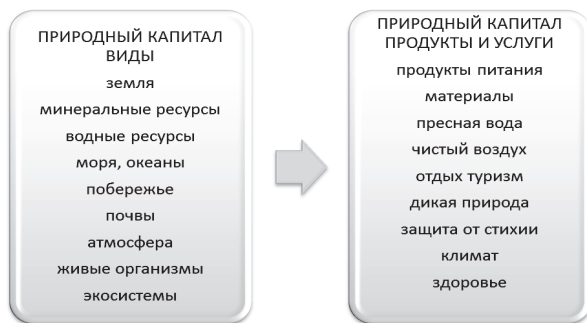 ПРИРОДНЫЙ КАПИТАЛ
ВИДЫ
земля
минеральные ресурсы
водные ресурсы
моря, океаны
побережье
почвы
атмосфера
живые организмы
экосистемы
ПРИРОДНЫЙ КАПИТАЛ
ПРОДУКТЫ И УСЛУГИ
продукты питания
материалы
пресная вода
чистый воздух
отдых туризм
дикая природа
защита от стихии
климат
здоровье